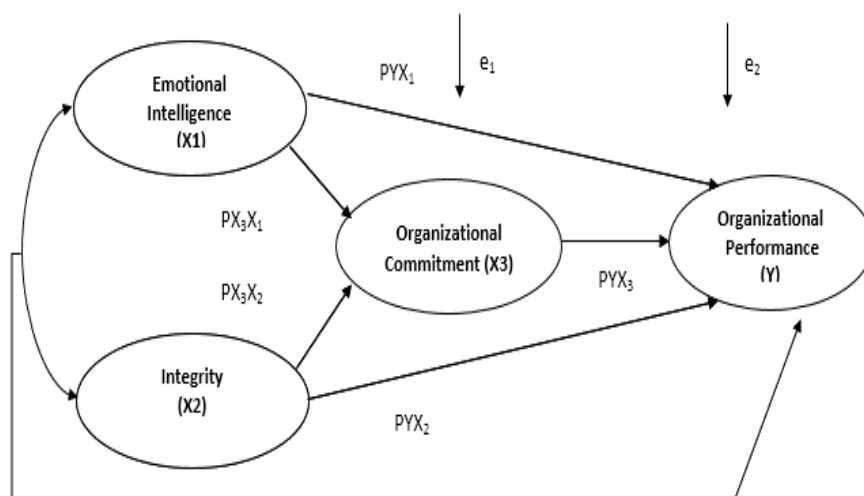 Emotional
Intelligence
(X1)
PYX₁
e₁
e₂
PX₃X₁
Organizational
Commitment (X3)
Organizational
Performance
(Y)
PX₃X₂
PYX₃
Integrity
(X2)
PYX₂